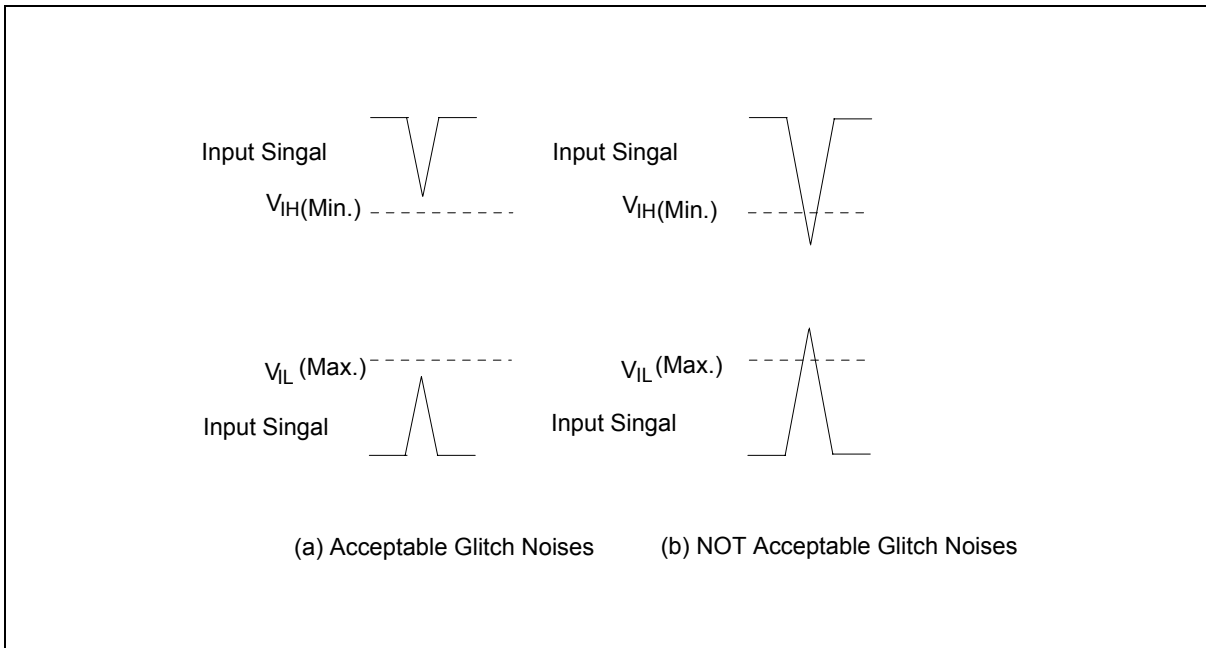 Input Singal Input Singal
VIH(Min.) VIH(Min.)
VIL (Max.) VIL (Max.)
Input Singal Input Singal
(a) Acceptable Glitch Noises (b) NOT Acceptable Glitch Noises